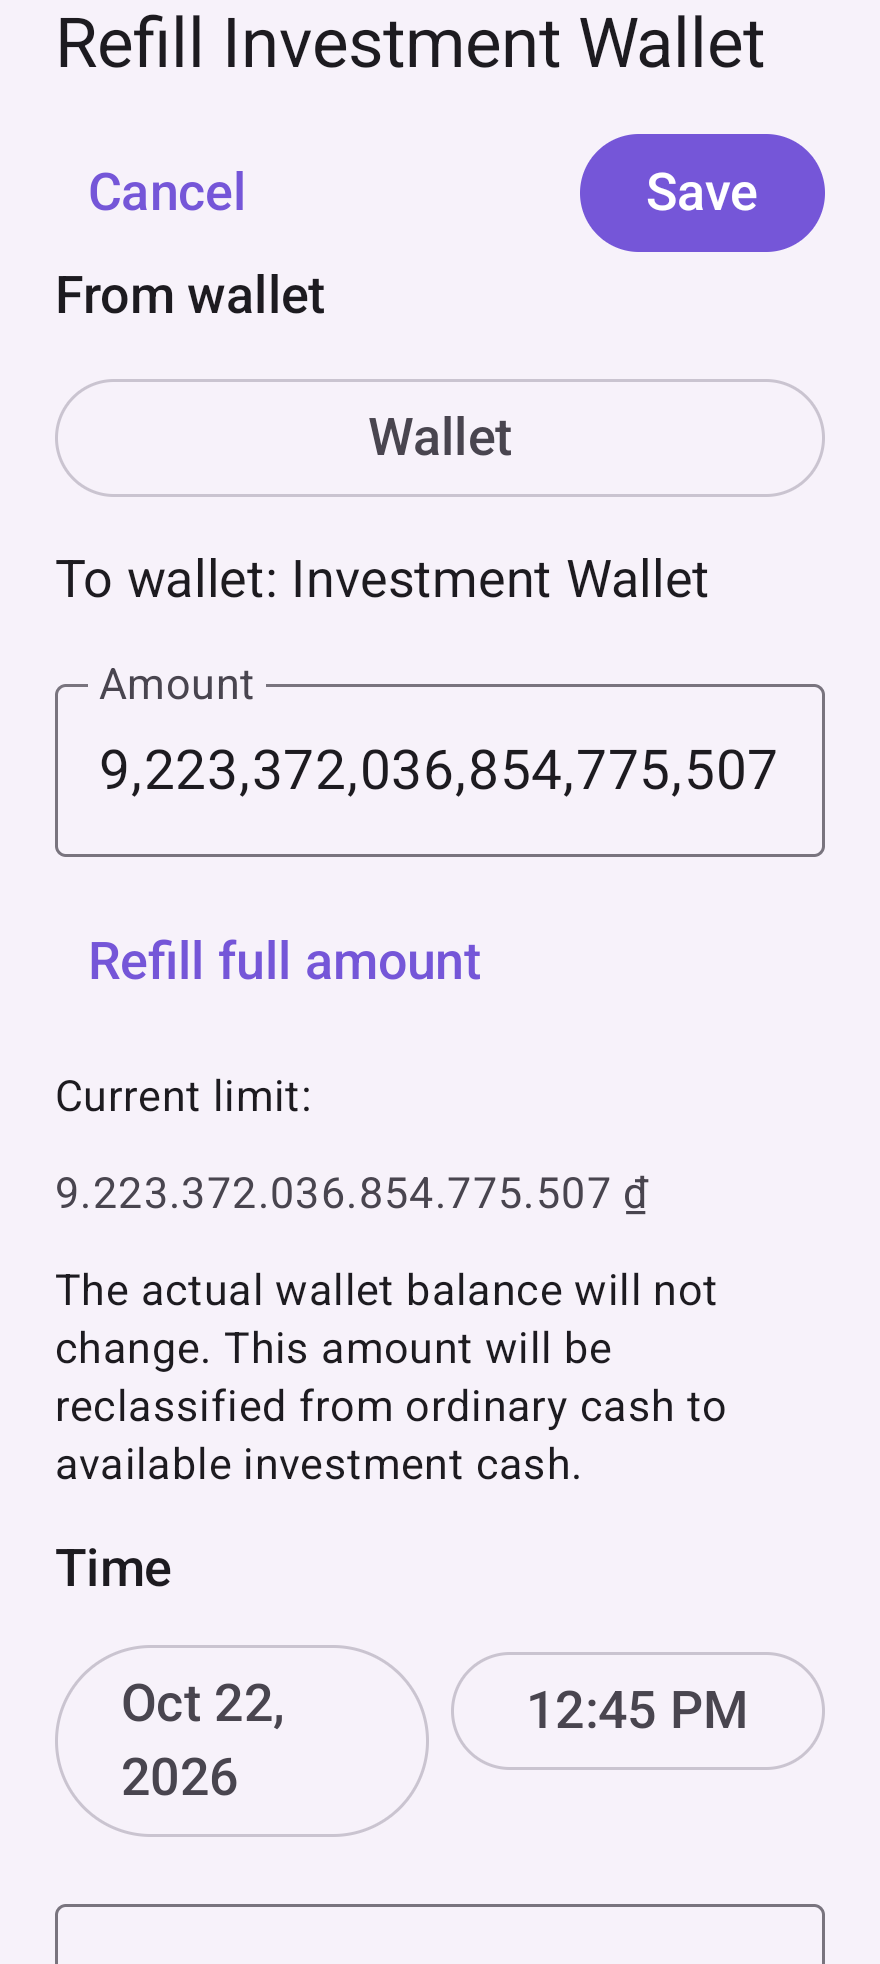 Refill Investment Wallet
Cancel
Save
From wallet
Wallet
To wallet: Investment Wallet
Amount
9,223,372,036,854,775,507
Refill full amount
Current limit:
9.223.372.036.854.775.507 ₫
The actual wallet balance will not
change. This amount will be
reclassified from ordinary cash to
available investment cash.
Time
Oct 22,
2026
12:45 PM